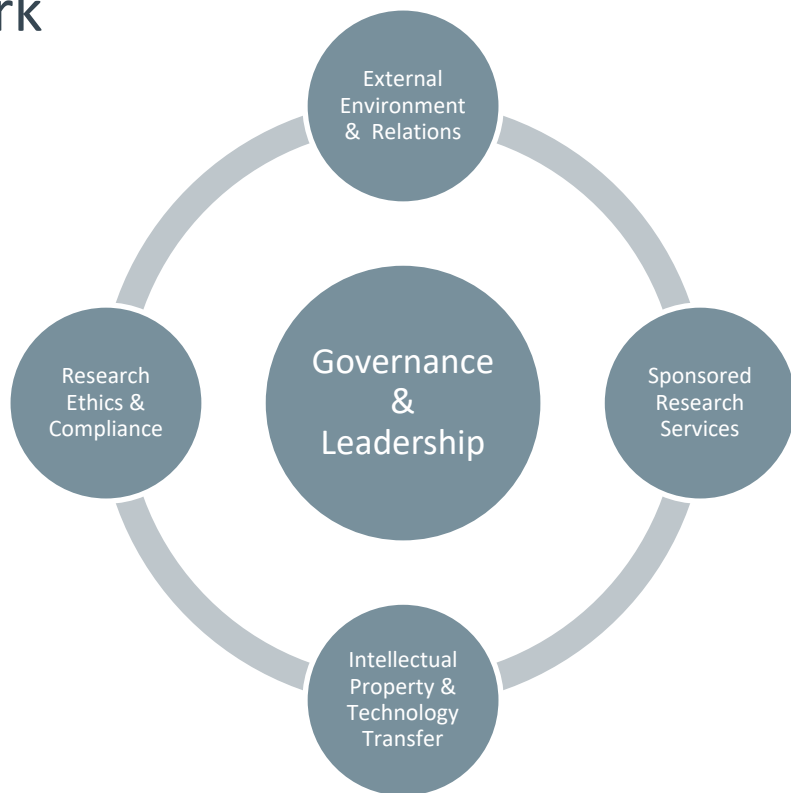 rk
External
Environment
& Relations
Research
Ethics &
Compliance
Governance
&
Leadership
Sponsored
Research
Services
Intellectual
Property &
Technology
Transfer